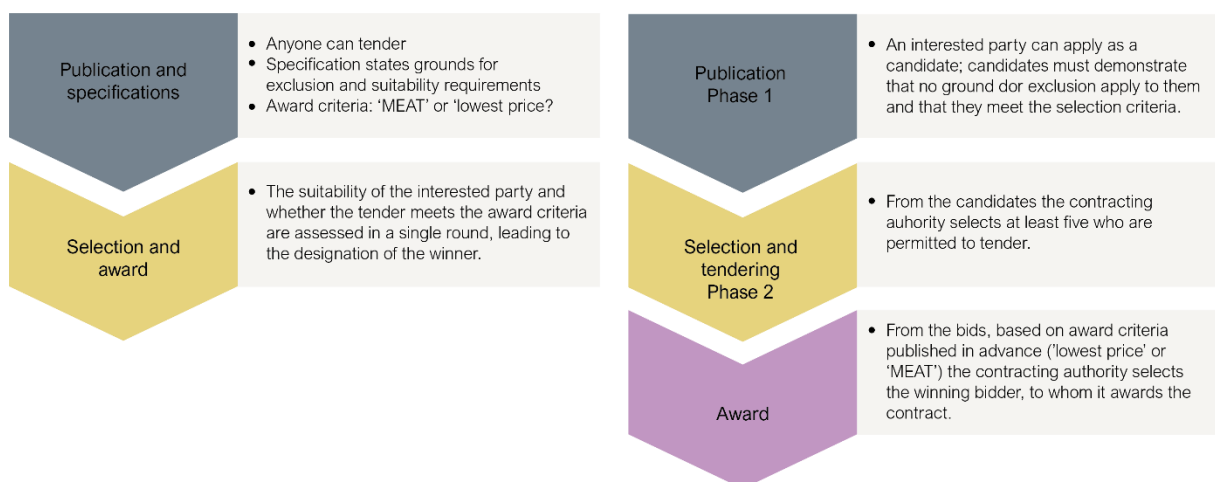 Publication and
specifications
• Anyone can tender
• Specification states grounds for
exclusion and suitability requirements
• Award criteria: ‘MEAT’ or ‘lowest price?
Selection and
award
• The suitability of the interested party and
whether the tender meets the award criteria
are assessed in a single round, leading to
the designation of the winner.
Publication
Phase 1
• An interested party can apply as a
candidate; candidates must demonstrate
that no ground dor exclusion apply to them
and that they meet the selection criteria.
Selection and
tendering
Phase 2
• From the candidates the contracting
auhority selects at least five who are
permitted to tender.
Award
• From the bids, based on award criteria
published in advance (’lowest price’ or
‘MEAT’) the contracting authority selects
the winning bidder, to whom it awards the
contract.